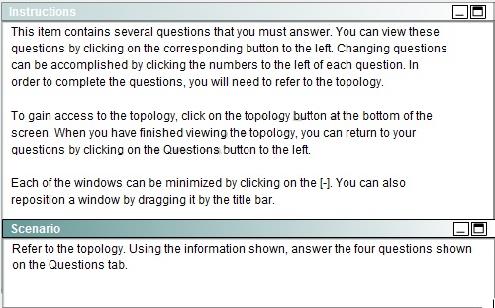 Instructions
This item contains several questions that you must answer. You can view these
questions by clicking on the corresponding button to the left. Changing questions
can be accomplished by clicking the numbers to the left of each question. In
order to complete the questions, you will need to refer to the topology.
To gain access to the topology, click on the topology button at the bottom of the
screen. When you have finished viewing the topology, you can return to your
questions by clicking on the Questions button to the left.
Each of the windows can be minimized by clicking on the [-]. You can also
reposition a window by dragging it by the title bar.
Scenario
Refer to the topology. Using the information shown, answer the four questions shown
on the Questions tab.